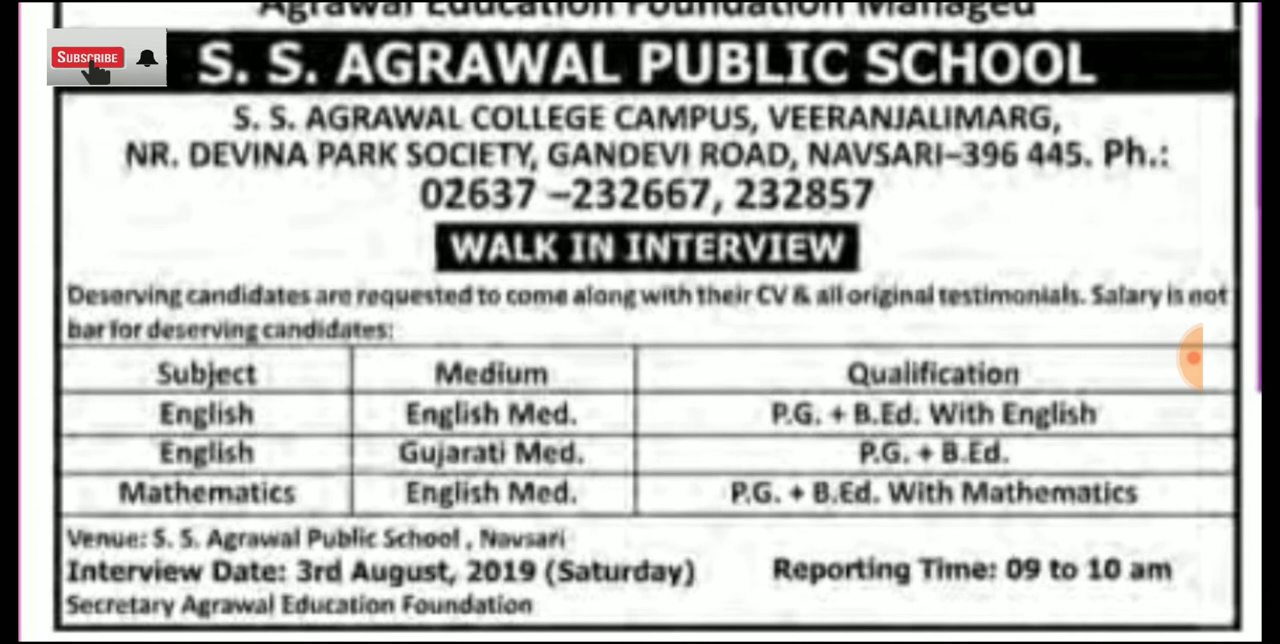 Agrawal Education Foundation Managed
SUBSCRIBE
S. S. AGRAWAL PUBLIC SCHOOL
S. S. AGRAWAL COLLEGE CAMPUS, VEERANJALIMARG,
NR. DEVINA PARK SOCIETY, GANDEVI ROAD, NAVSARI–396 445. Ph.:
02637 –232667, 232857
WALK IN INTERVIEW
Deserving candidates are requested to come along with their CV & all original testimonials. Salary is not
bar for deserving candidates:
Subject Medium Qualification
English English Med. P.G. + B.Ed. With English
English Gujarati Med. P.G. + B.Ed.
Mathematics English Med. P.G. + B.Ed. With Mathematics
Venue: S. S. Agrawal Public School , Navsari
Interview Date: 3rd August, 2019 (Saturday) Reporting Time: 09 to 10 am
Secretary Agrawal Education Foundation